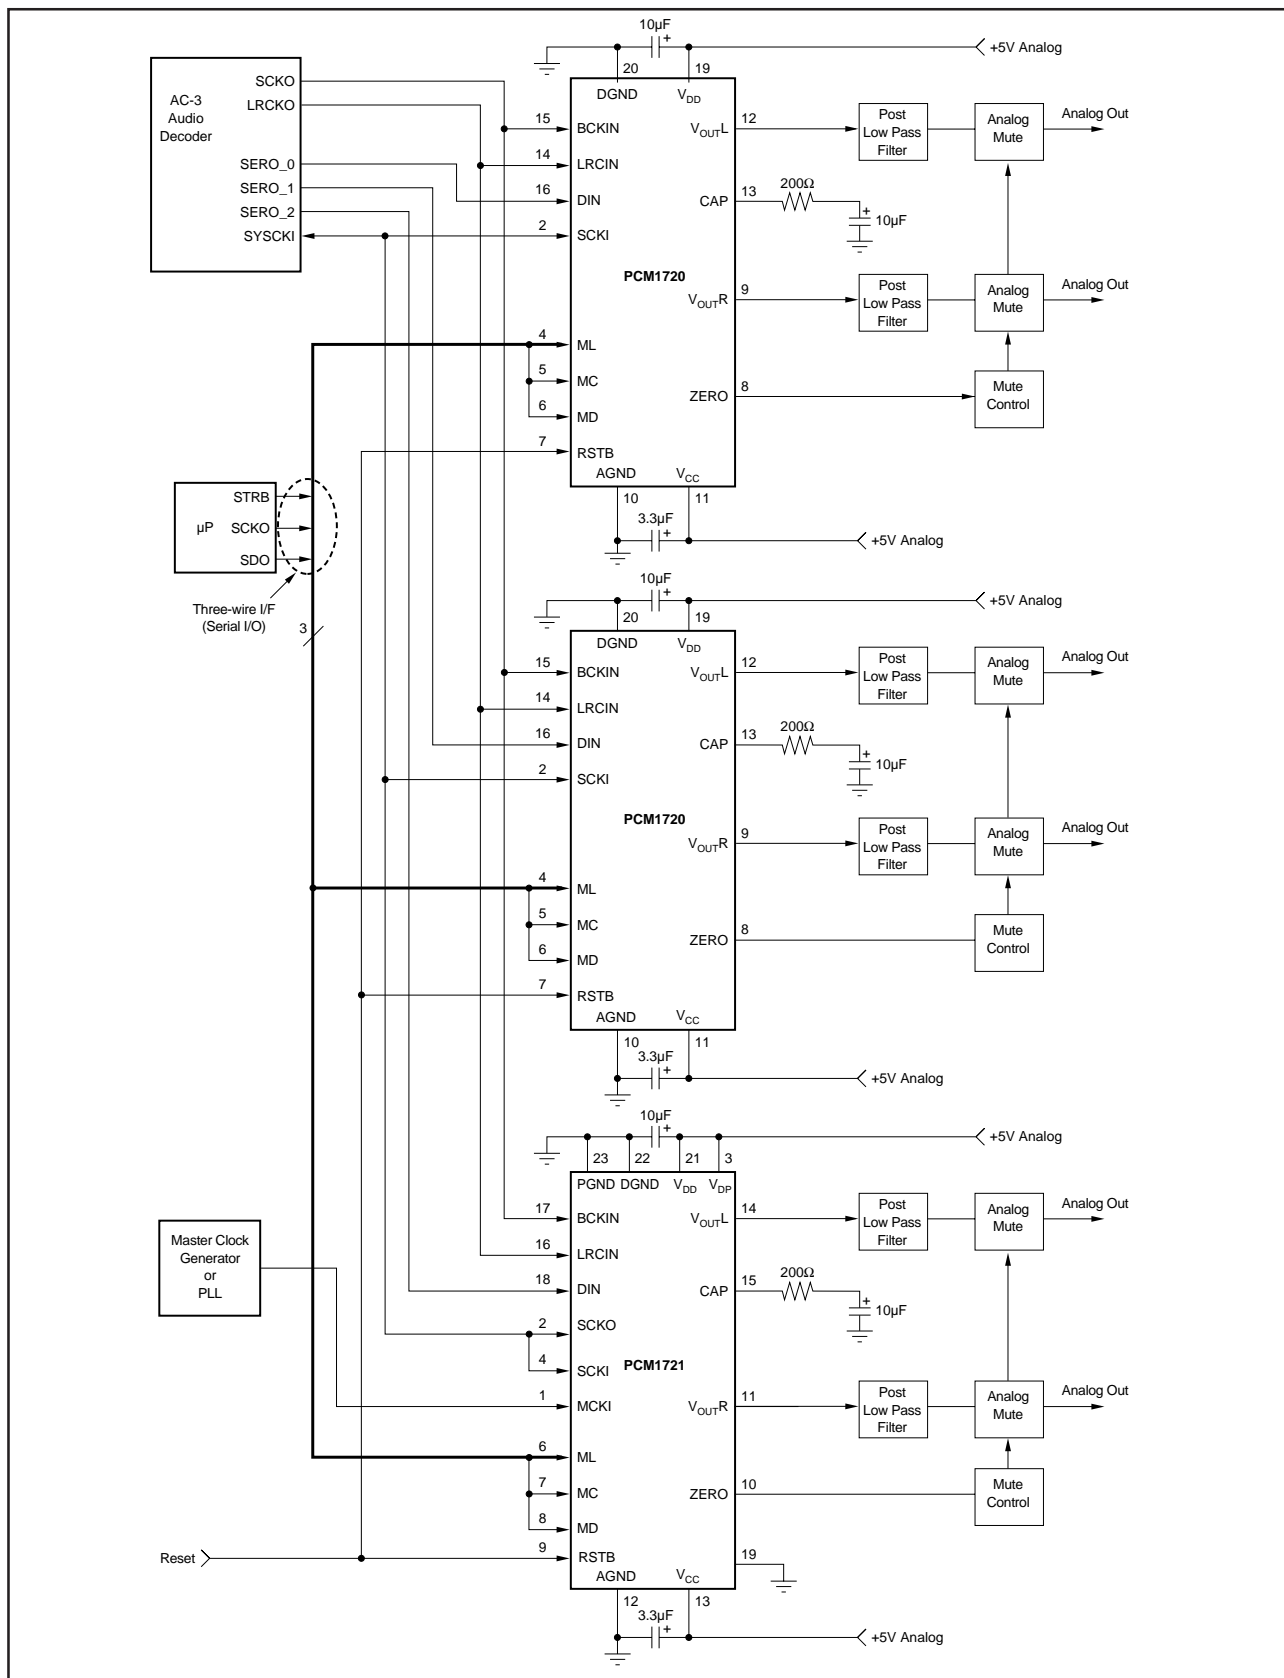 10µF
+
+5V Analog
20
19
DGND
VDD
AC-3
Audio
Decoder
SCKO
LRCKO
SERO_0
SERO_1
SERO_2
SYSCKI
15
BCKIN
14
LRCIN
16
DIN
2
SCKI
PCM1720
4
ML
5
MC
6
MD
7
RSTB
VOUTL
12
Post
Low Pass
Filter
Analog
Mute
Analog Out
CAP
13
200Ω
+
10µF
VOUTR
9
Post
Low Pass
Filter
Analog
Mute
Analog Out
ZERO
8
Mute
Control
AGND
VCC
10
11
3.3µF
+
+5V Analog
µP
STRB
SCKO
SDO
Three-wire I/F
(Serial I/O)
3
10µF
+
+5V Analog
20
19
DGND
VDD
15
BCKIN
14
LRCIN
16
DIN
2
SCKI
PCM1720
4
ML
5
MC
6
MD
7
RSTB
VOUTL
12
Post
Low Pass
Filter
Analog
Mute
Analog Out
CAP
13
200Ω
+
10µF
VOUTR
9
Post
Low Pass
Filter
Analog
Mute
Analog Out
ZERO
8
Mute
Control
AGND
VCC
10
11
3.3µF
+
+5V Analog
10µF
+
+5V Analog
23
22
21
3
PGND
DGND
VDD
VDP
Master Clock
Generator
or
PLL
17
BCKIN
16
LRCIN
18
DIN
2
SCKO
4
SCKI
PCM1721
1
MCKI
6
ML
7
MC
8
MD
9
RSTB
Reset
VOUTL
14
Post
Low Pass
Filter
Analog
Mute
Analog Out
CAP
15
200Ω
+
10µF
VOUTR
11
Post
Low Pass
Filter
Analog
Mute
Analog Out
ZERO
10
Mute
Control
19
AGND
VCC
12
13
3.3µF
+
+5V Analog